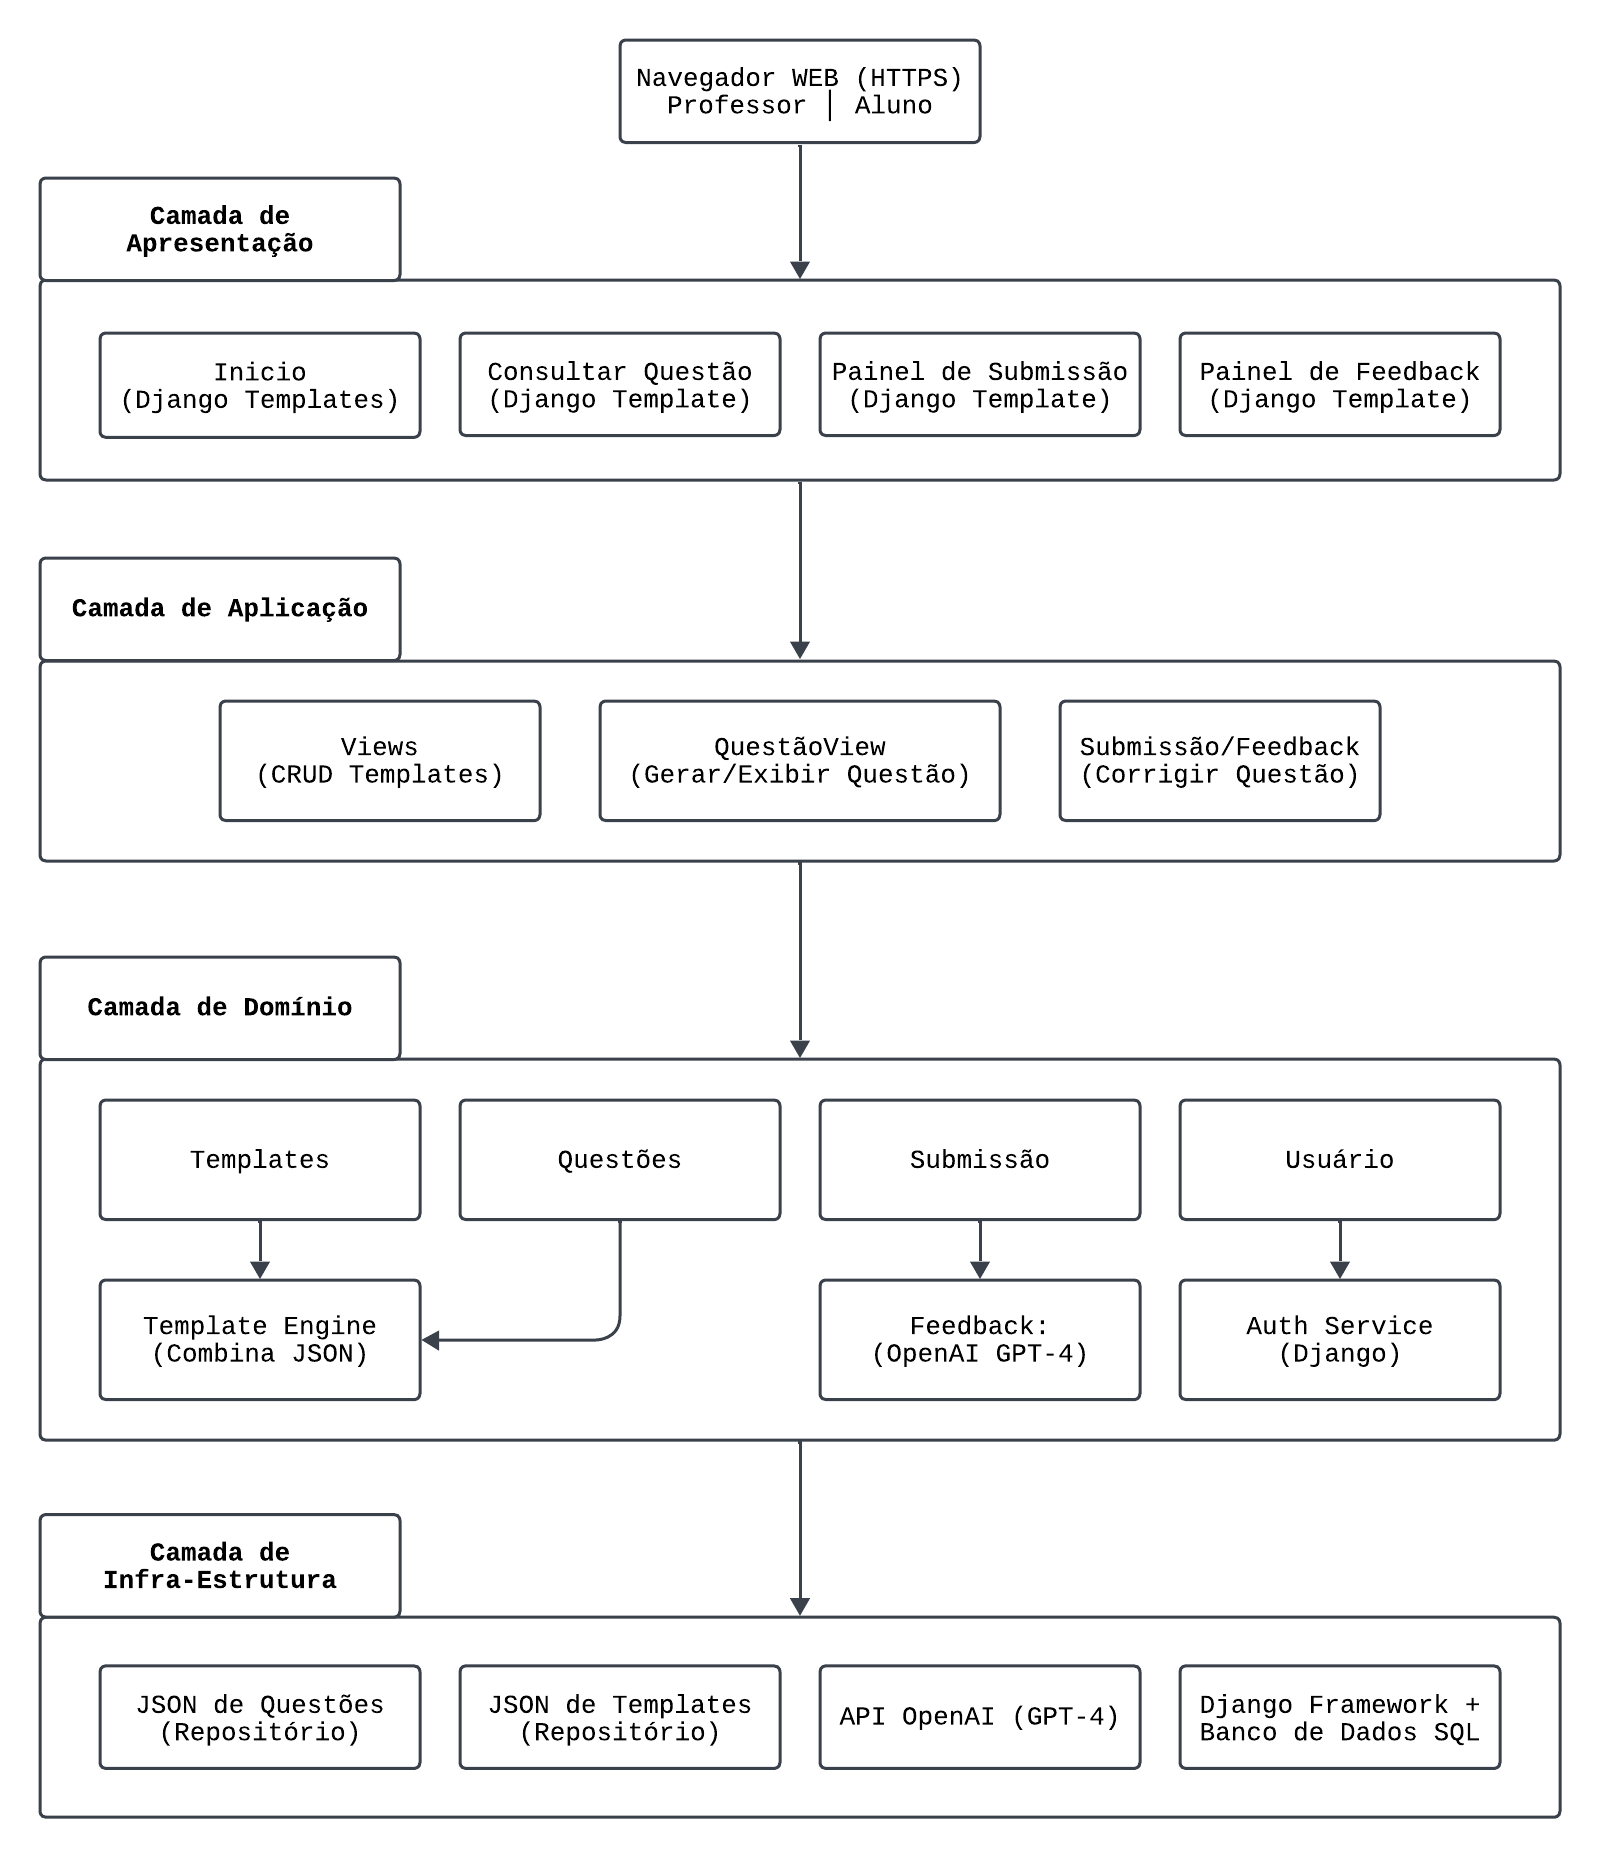 Navegador WEB (HTTPS)
Professor │ Aluno
Camada de
Apresentação
Inicio
(Django Templates)
Consultar Questão
(Django Template)
Painel de Submissão
(Django Template)
Painel de Feedback
(Django Template)
Camada de Aplicação
Views
(CRUD Templates)
QuestãoView
(Gerar/Exibir Questão)
Submissão/Feedback
(Corrigir Questão)
Camada de Domínio
Templates
Questões
Submissão
Usuário
Template Engine
(Combina JSON)
Feedback:
(OpenAI GPT-4)
Auth Service
(Django)
Camada de
Infra-Estrutura
JSON de Questões
(Repositório)
JSON de Templates
(Repositório)
API OpenAI (GPT-4)
Django Framework +
Banco de Dados SQL